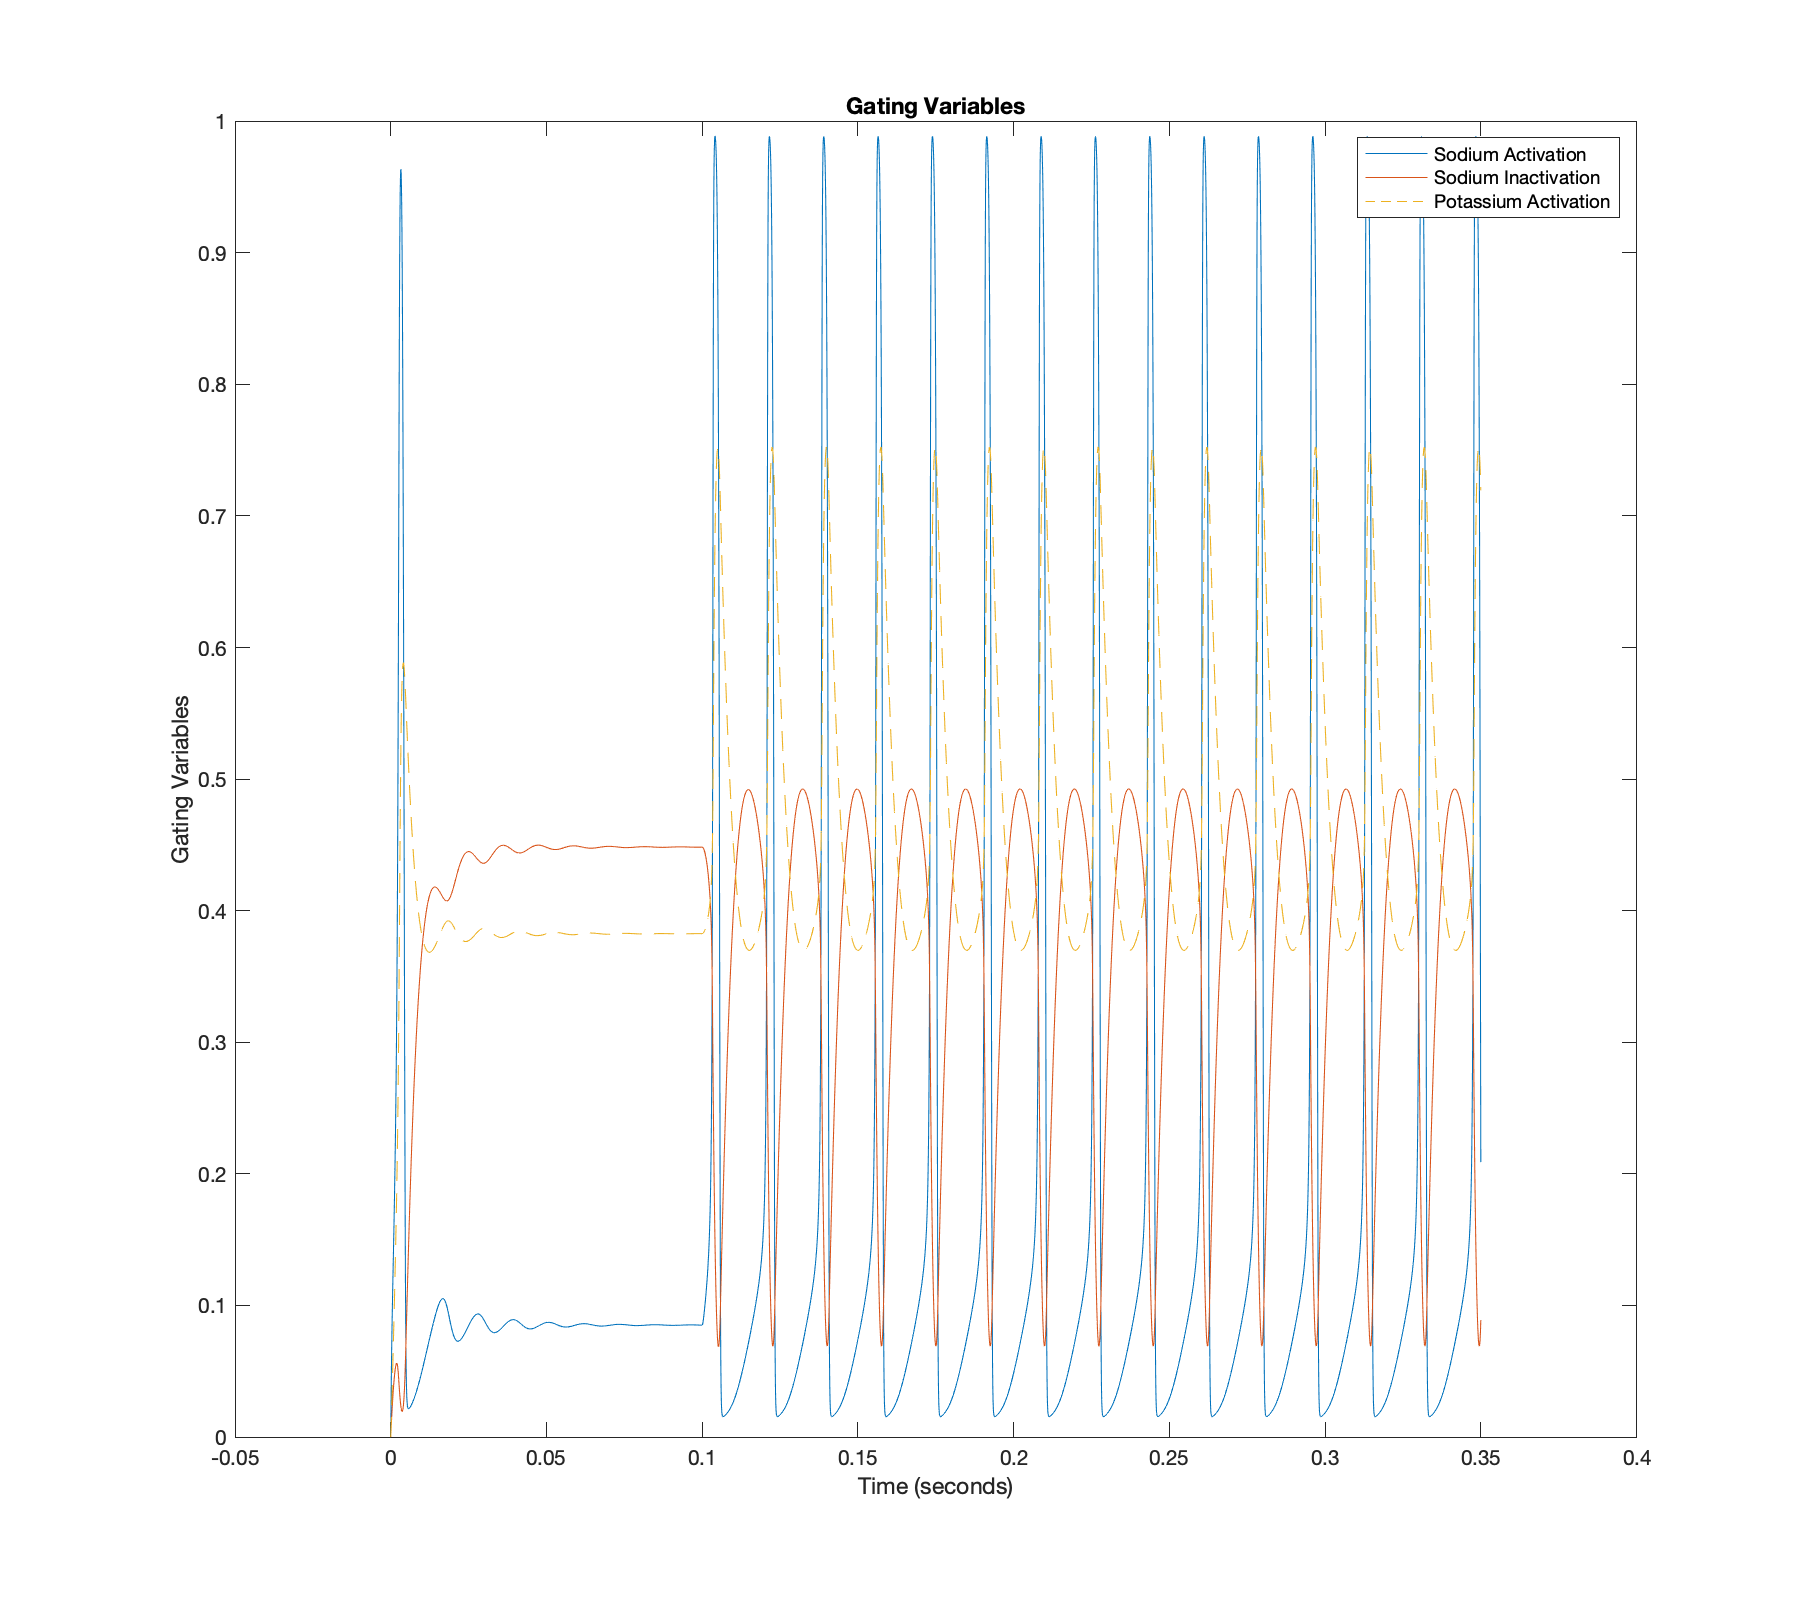 Gating Variables
1
0.9
0.8
0.7
0.6
0.5
0.4
0.3
0.2
0.1
0
Gating Variables
Sodium Activation
Sodium Inactivation
Potassium Activation
-0.05 0 0.05 0.1 0.15 0.2 0.25 0.3 0.35 0.4
Time (seconds)